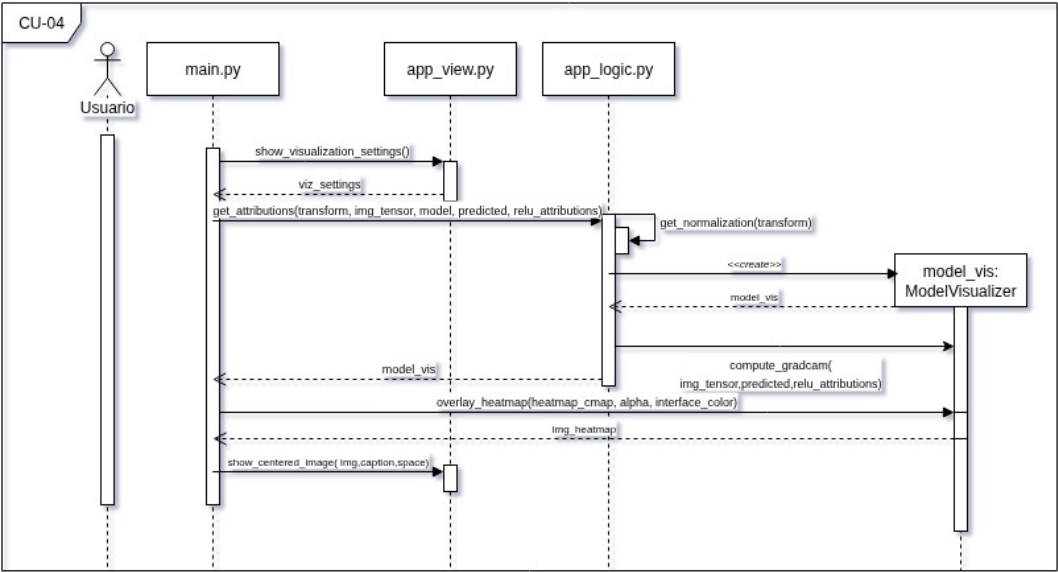 CU-04
main.py
app_view.py
app_logic.py
Usuario
show_visualization_settings()
viz_settings
get_attributions(transform, img_tensor, model, predicted, relu_attributions)
get_normalization(transform)
<<create>>
model_vis:
ModelVisualizer
model_vis
compute_gradcam(
img_tensor,predicted,relu_attributions)
model_vis
overlay_heatmap(heatmap_cmap, alpha, interface_color)
img_heatmap
show_centered_image( img,caption,space)